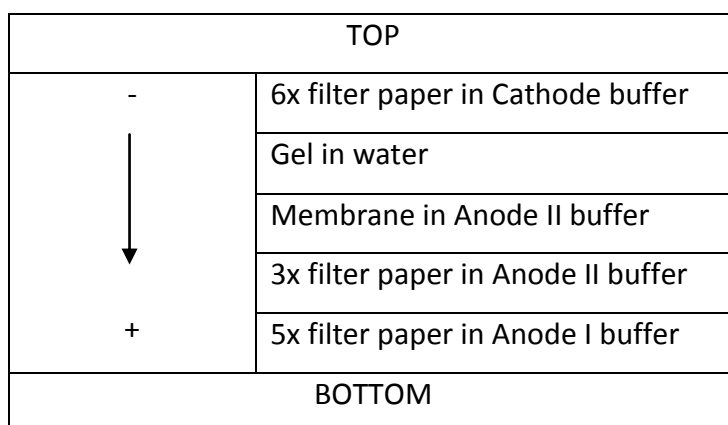 TOP
- 6x filter paper in Cathode buffer
Gel in water
Membrane in Anode II buffer
3x filter paper in Anode II buffer
+ 5x filter paper in Anode I buffer
BOTTOM